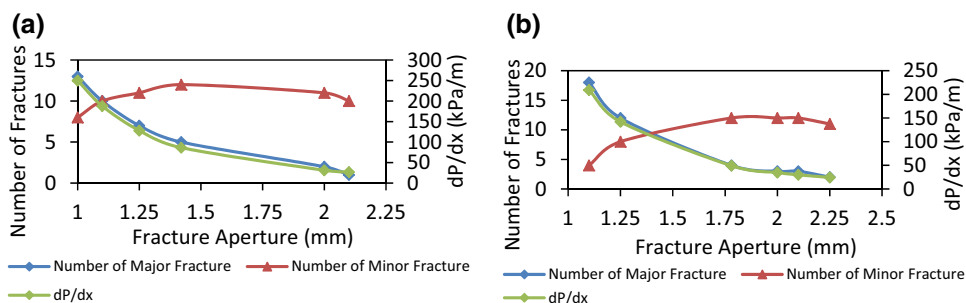 (a)
Number of Fractures
15
10
5
0
300
250
200
150
100
50
0
dP/dx (kPa/m)
1 1.25 1.5 1.75 2 2.25
Fracture Aperture (mm)
Number of Major Fracture
Number of Minor Fracture
dP/dx
(b)
Number of Fractures
20
15
10
5
0
250
200
150
100
50
0
dP/dx (kPa/m)
1 1.25 1.5 1.75 2 2.25 2.5
Fracture Aperture (mm)
Number of Major Fracture
Number of Minor Fracture
dP/dx